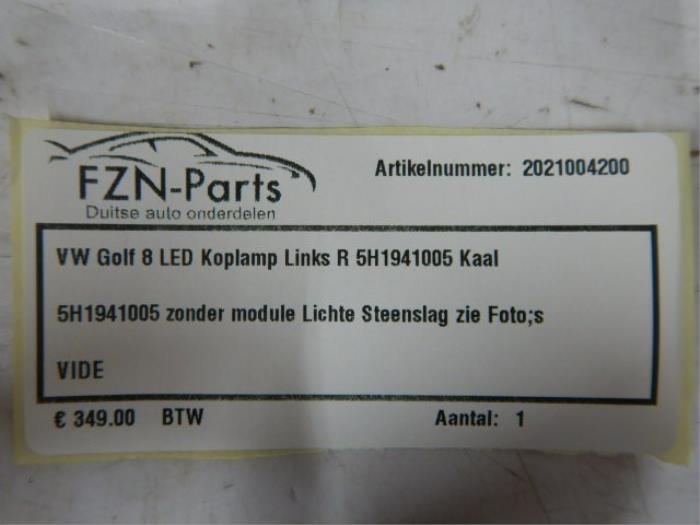 FZN-Parts
Duitse auto onderdelen
Artikelnummer: 2021004200
VW Golf 8 LED Koplamp Links R 5H1941005 Kaal
5H1941005 zonder module Lichte Steenslag zie Foto;s
VIDE
€ 349.00 BTW Aantal: 1